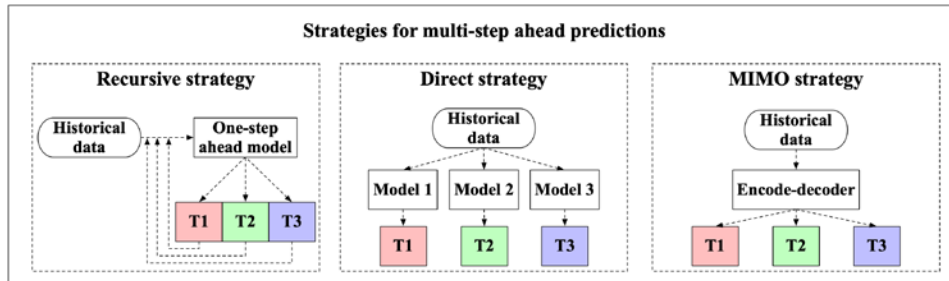 Strategies for multi-step ahead predictions
Recursive strategy
Historical
data
One-step
ahead model
T1
T2
T3
Direct strategy
Historical
data
Model 1
Model 2
Model 3
T1
T2
T3
MIMO strategy
Historical
data
Encode-decoder
T1
T2
T3